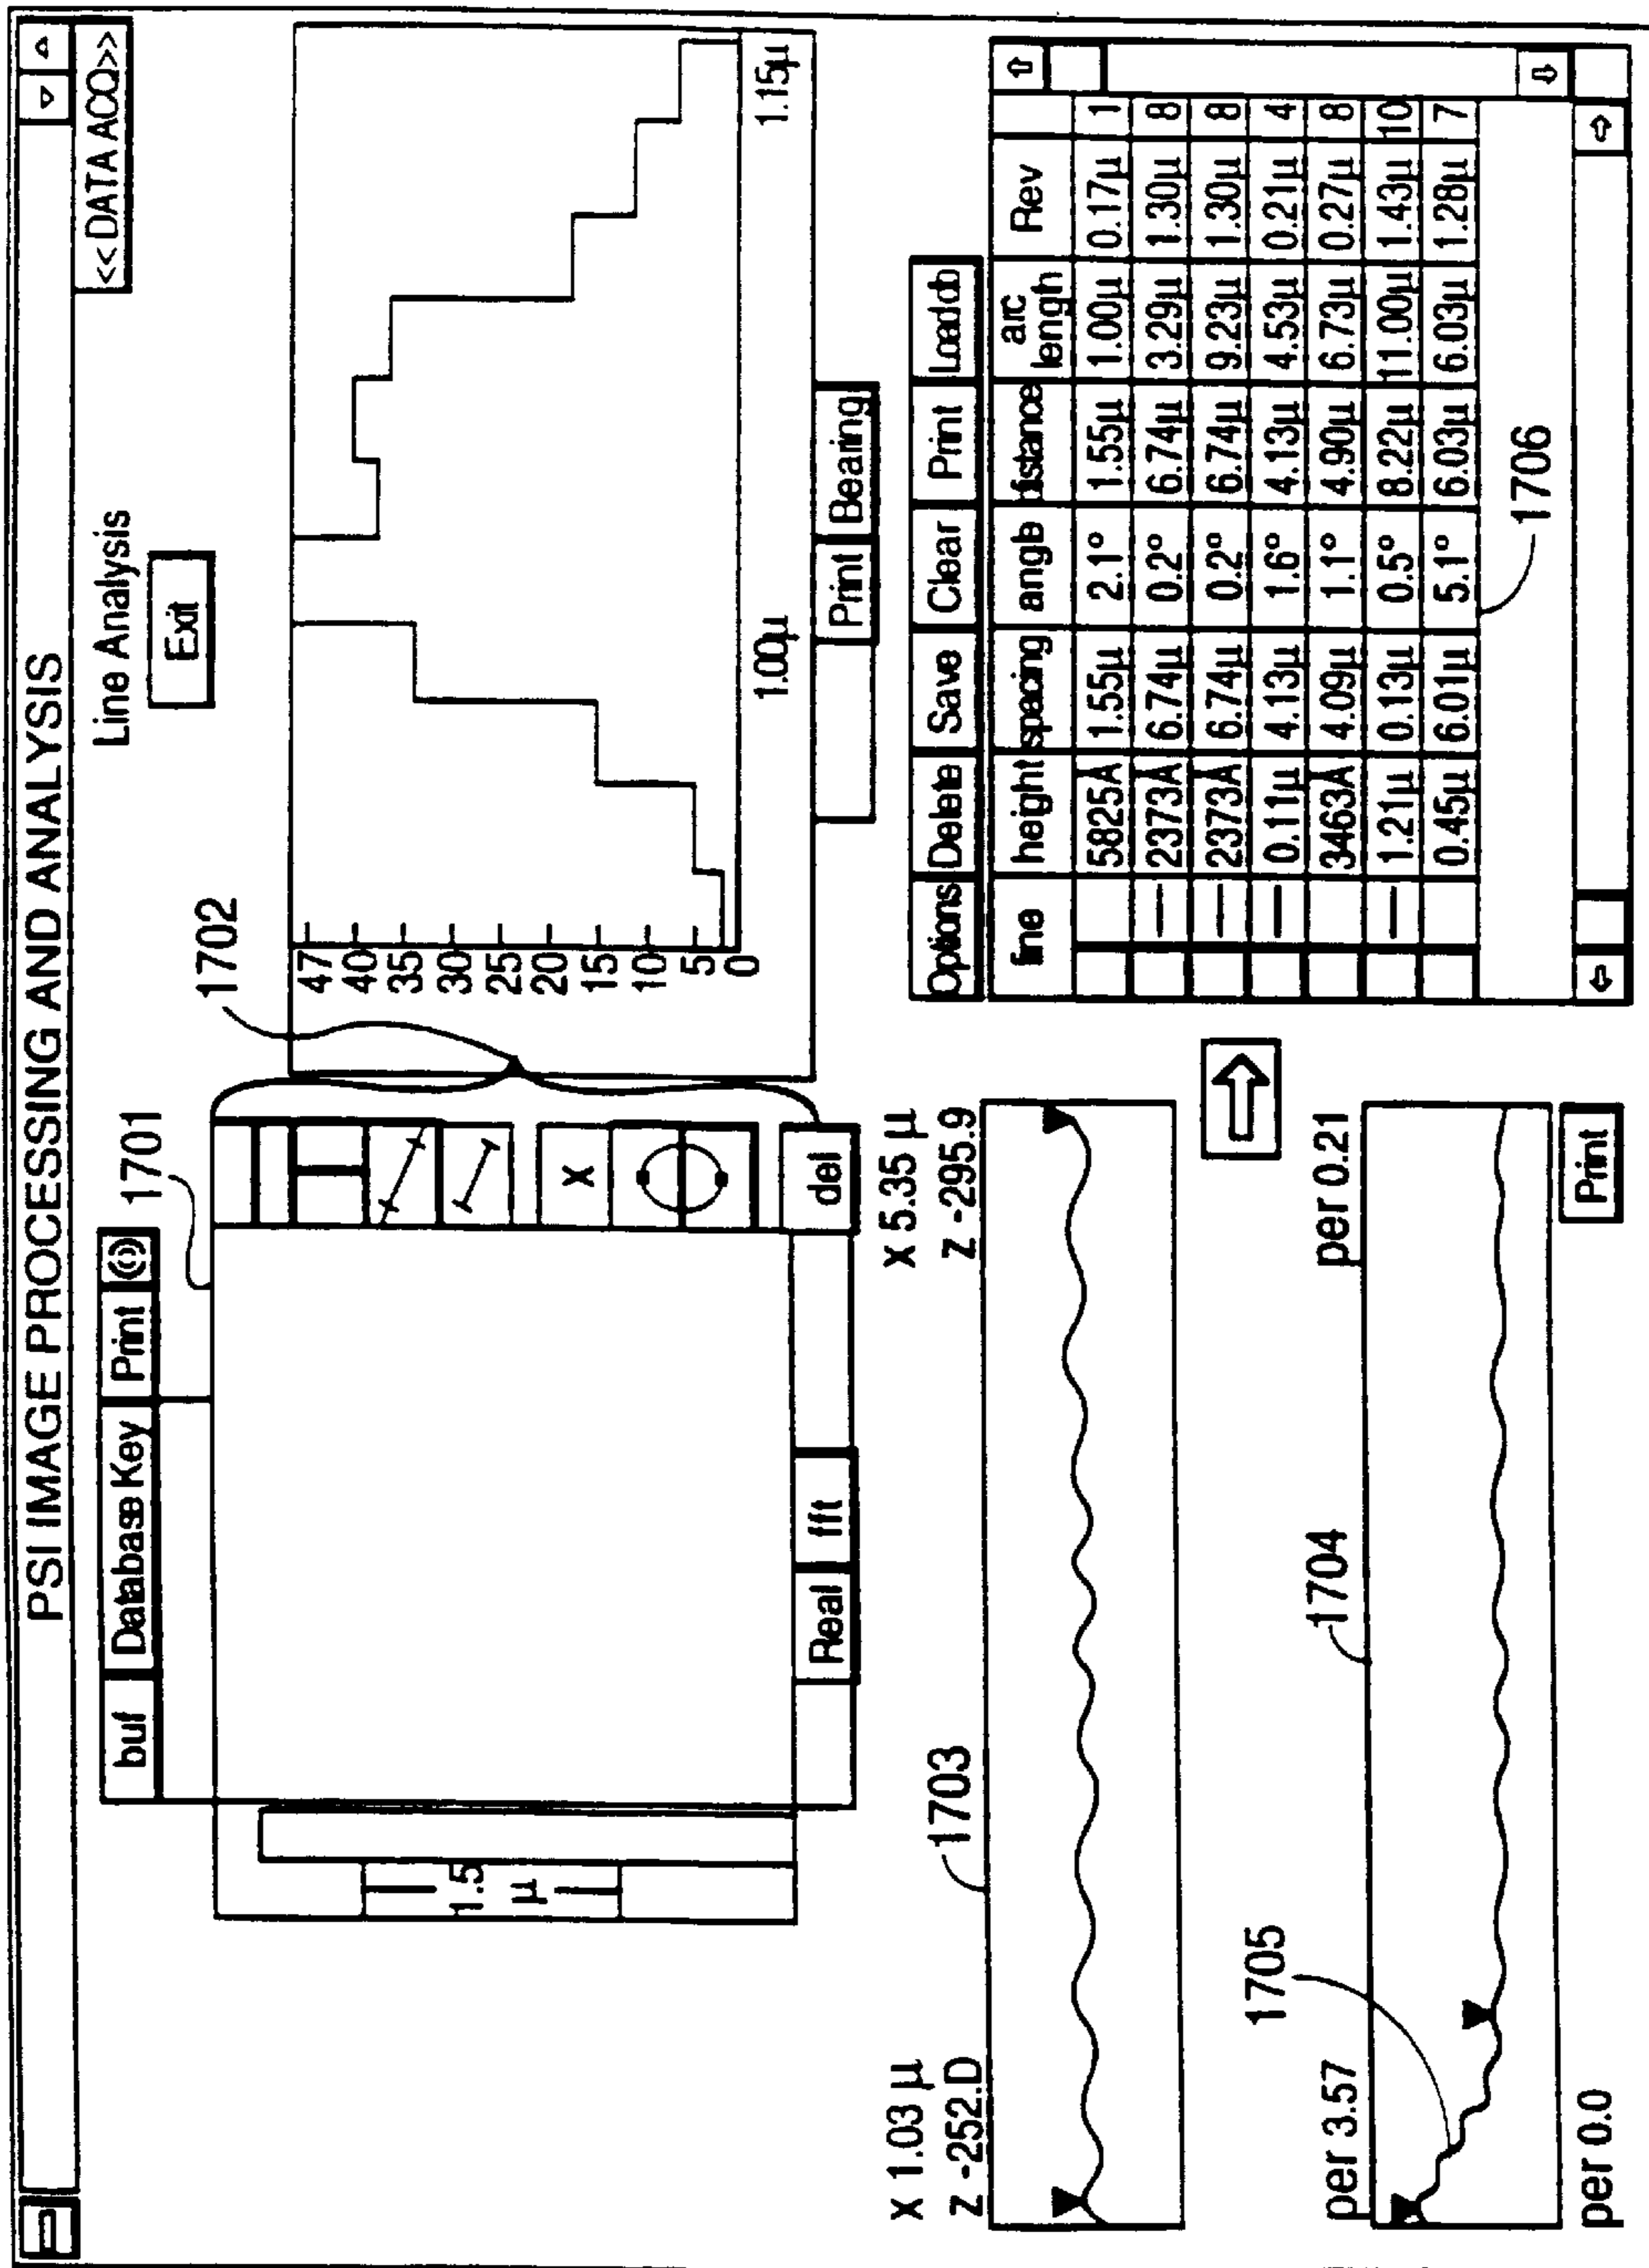 PSI IMAGE PROCESSING AND ANALYSIS
<<DATA ACQ>>
Line Analysis
Exit
buf Database Key Print
1701
1702
1.5
μ
del
Real fft
47
40
35
30
25
20
15
10
5
0
1.00μ 1.15μ
Print Bearing
x 1.03 μ
z -252.D
1703
x 5.35 μ
z -295.9
per 3.57
1705
1704
per 0.21
per 0.0
Print
Options Delete Save Clear Print Load db
line height spacing angle distance arc length Rev
5825Å 1.55μ 2.1° 1.55μ 1.00μ 0.17μ 1
— 2373Å 6.74μ 0.2° 6.74μ 3.29μ 1.30μ 8
— 2373Å 6.74μ 0.2° 6.74μ 9.23μ 1.30μ 8
— 0.11μ 4.13μ 1.6° 4.13μ 4.53μ 0.21μ 4
3463Å 4.09μ 1.1° 4.90μ 6.73μ 0.27μ 8
— 1.21μ 0.13μ 0.5° 8.22μ 11.00μ 1.43μ 10
0.45μ 6.01μ 5.1° 6.03μ 6.03μ 1.28μ 7
1706
X